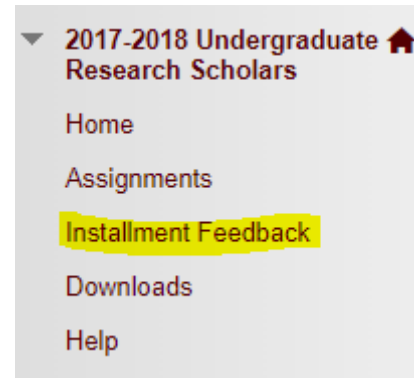 2017-2018 Undergraduate
Research Scholars
Home
Assignments
Installment Feedback
Downloads
Help